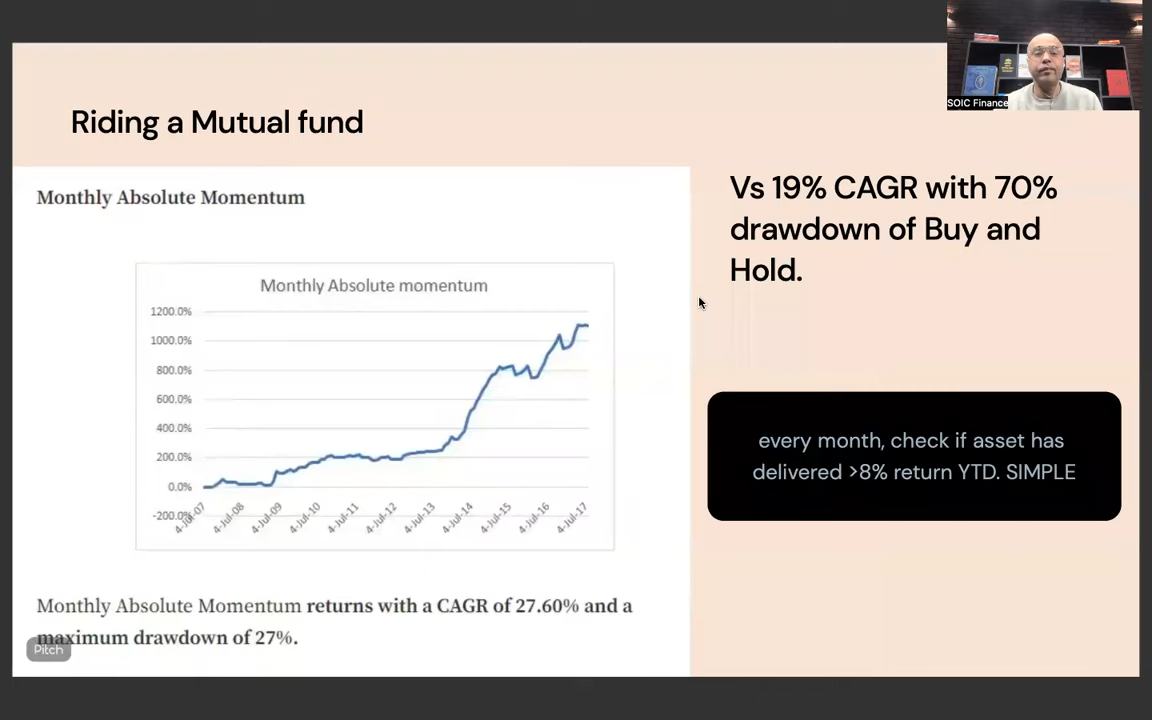 SOIC Finance
Riding a Mutual fund
Monthly Absolute Momentum
Monthly Absolute momentum
1200.0%
1000.0%
800.0%
600.0%
400.0%
200.0%
0.0%
-200.0%
4-Jul-07
4-Jul-08
4-Jul-09
4-Jul-10
4-Jul-11
4-Jul-12
4-Jul-13
4-Jul-14
4-Jul-15
4-Jul-16
4-Jul-17
Monthly Absolute Momentum returns with a CAGR of 27.60% and a
maximum drawdown of 27%.
Pitch
Vs 19% CAGR with 70%
drawdown of Buy and
Hold.
every month, check if asset has
delivered >8% return YTD. SIMPLE